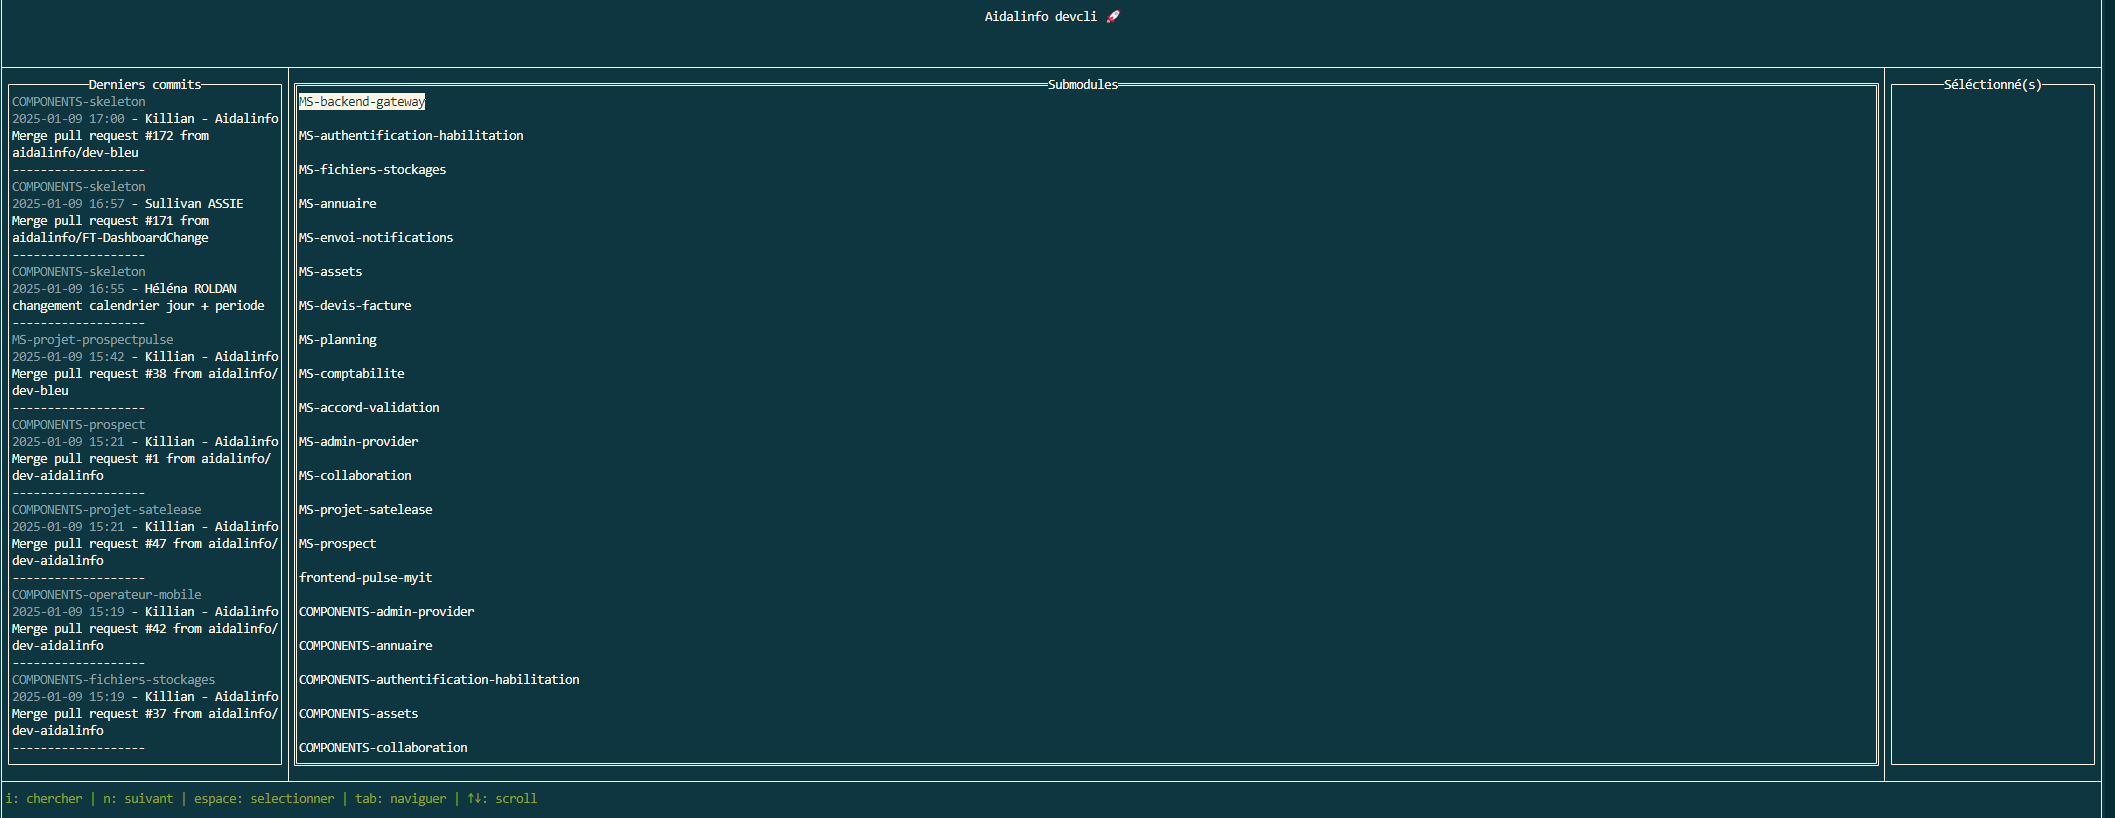 Aidalinfo devcli 🚀
Derniers commits
COMPONENTS-skeleton
2025-01-09 17:00 - Killian - Aidalinfo
Merge pull request #172 from
aidalinfo/dev-bleu
-------------------
COMPONENTS-skeleton
2025-01-09 16:57 - Sullivan ASSIE
Merge pull request #171 from
aidalinfo/FT-DashboardChange
-------------------
COMPONENTS-skeleton
2025-01-09 16:55 - Héléna ROLDAN
changement calendrier jour + periode
-------------------
MS-projet-prospectpulse
2025-01-09 15:42 - Killian - Aidalinfo
Merge pull request #38 from aidalinfo/
dev-bleu
-------------------
COMPONENTS-prospect
2025-01-09 15:21 - Killian - Aidalinfo
Merge pull request #1 from aidalinfo/
dev-aidalinfo
-------------------
COMPONENTS-projet-satelease
2025-01-09 15:21 - Killian - Aidalinfo
Merge pull request #47 from aidalinfo/
dev-aidalinfo
-------------------
COMPONENTS-operateur-mobile
2025-01-09 15:19 - Killian - Aidalinfo
Merge pull request #42 from aidalinfo/
dev-aidalinfo
-------------------
COMPONENTS-fichiers-stockages
2025-01-09 15:19 - Killian - Aidalinfo
Merge pull request #37 from aidalinfo/
dev-aidalinfo
-------------------
Submodules
MS-backend-gateway
MS-authentification-habilitation
MS-fichiers-stockages
MS-annuaire
MS-envoi-notifications
MS-assets
MS-devis-facture
MS-planning
MS-comptabilite
MS-accord-validation
MS-admin-provider
MS-collaboration
MS-projet-satelease
MS-prospect
frontend-pulse-myit
COMPONENTS-admin-provider
COMPONENTS-annuaire
COMPONENTS-authentification-habilitation
COMPONENTS-assets
COMPONENTS-collaboration
Séléctionné(s)
i: chercher | n: suivant | espace: selectionner | tab: naviguer | ↑↓: scroll